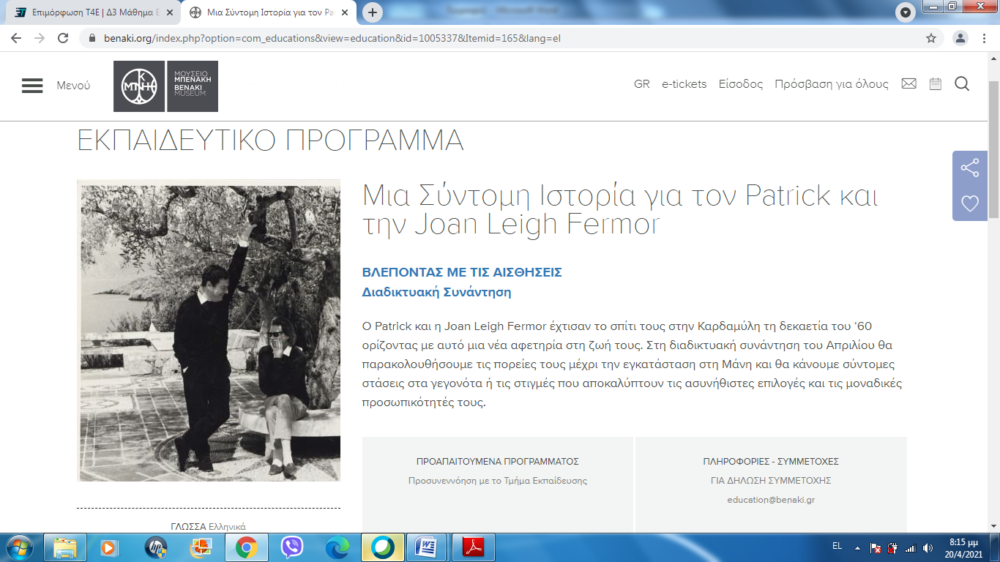 Επιμόρφωση Τ4Ε | Δ3 Μάθημα Ε
Μια Σύντομη Ιστορία για τον Pat
benaki.org/index.php?option=com_educations&view=education&id=1005337&Itemid=165&lang=el
Μενού
ΜΟΥΣΕΙΟ
ΜΠΕΝΑΚΗ
BENAKI
MUSEUM
GR e-tickets Είσοδος Πρόσβαση για όλους
ΕΚΠΑΙΔΕΥΤΙΚΟ ΠΡΟΓΡΑΜΜΑ
Μια Σύντομη Ιστορία για τον Patrick και
την Joan Leigh Fermor
ΒΛΕΠΟΝΤΑΣ ΜΕ ΤΙΣ ΑΙΣΘΗΣΕΙΣ
Διαδικτυακή Συνάντηση
Ο Patrick και η Joan Leigh Fermor έχτισαν το σπίτι τους στην Καρδαμύλη τη δεκαετία του ‘60
ορίζοντας με αυτό μια νέα αφετηρία στη ζωή τους. Στη διαδικτυακή συνάντηση του Απριλίου θα
παρακολουθήσουμε τις πορείες τους μέχρι την εγκατάσταση στη Μάνη και θα κάνουμε σύντομες
στάσεις στα γεγονότα ή τις στιγμές που αποκαλύπτουν τις ασυνήθιστες επιλογές και τις μοναδικές
προσωπικότητές τους.
ΠΡΟΑΠΑΙΤΟΥΜΕΝΑ ΠΡΟΓΡΑΜΜΑΤΟΣ
Προσυνεννόηση με το Τμήμα Εκπαίδευσης
ΠΛΗΡΟΦΟΡΙΕΣ - ΣΥΜΜΕΤΟΧΕΣ
ΓΙΑ ΔΗΛΩΣΗ ΣΥΜΜΕΤΟΧΗΣ
education@benaki.gr
ΓΛΩΣΣΑ Ελληνικά
EL
8:15 μμ
20/4/2021